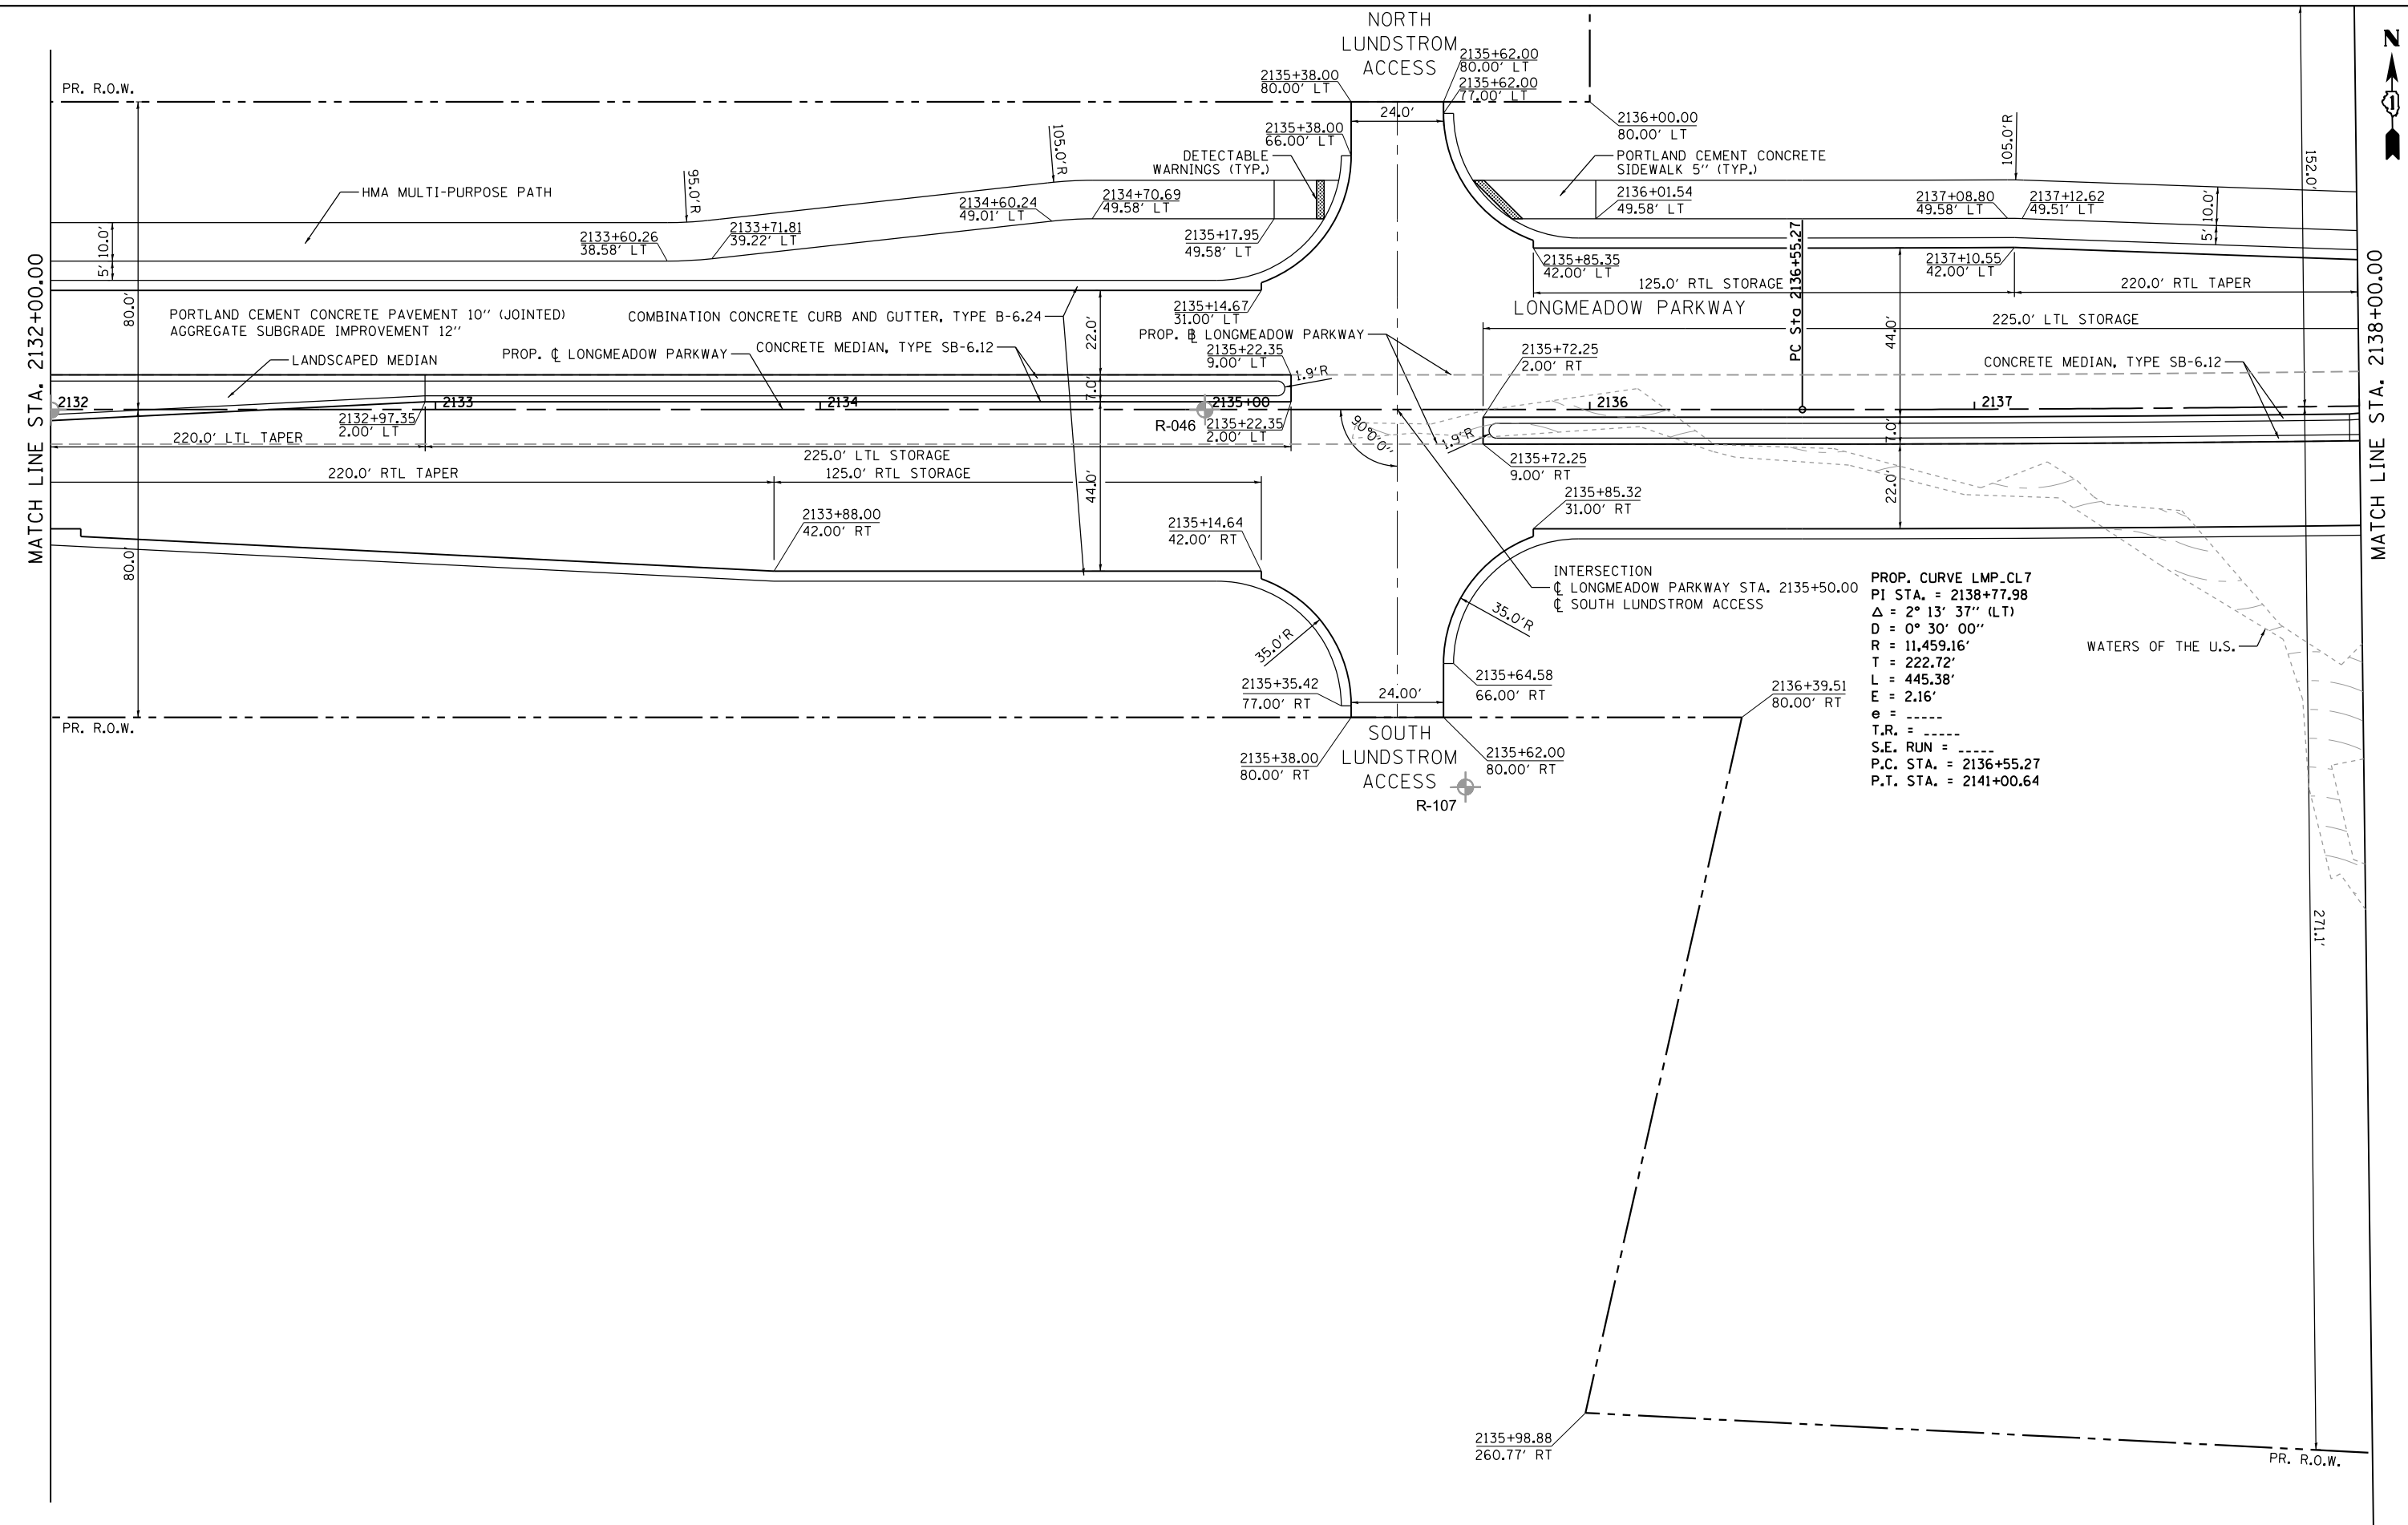 NORTH
LUNDSTROM
ACCESS
2135+62.00
80.00' LT
2135+62.00
77.00' LT
2135+38.00
80.00' LT
N
1
PR. R.O.W.
24.0'
2135+38.00
66.00' LT
2136+00.00
80.00' LT
105.0'R
DETECTABLE
WARNINGS (TYP.)
PORTLAND CEMENT CONCRETE
SIDEWALK 5'' (TYP.)
105.0'R
152.0'
HMA MULTI-PURPOSE PATH
95.0'R
2134+60.24
49.01' LT
2134+70.69
49.58' LT
2136+01.54
49.58' LT
2137+08.80
49.58' LT
2137+12.62
49.51' LT
10.0'
5'
10.0'
5'
2133+60.26
38.58' LT
2133+71.81
39.22' LT
2135+17.95
49.58' LT
PC Sta 2136+55.27
2135+85.35
42.00' LT
2137+10.55
42.00' LT
MATCH LINE STA. 2132+00.00
MATCH LINE STA. 2138+00.00
80.0'
125.0' RTL STORAGE
220.0' RTL TAPER
PORTLAND CEMENT CONCRETE PAVEMENT 10'' (JOINTED)
AGGREGATE SUBGRADE IMPROVEMENT 12''
COMBINATION CONCRETE CURB AND GUTTER, TYPE B-6.24
2135+14.67
31.00' LT
LONGMEADOW PARKWAY
225.0' LTL STORAGE
22.0'
44.0'
PROP. ⅊ LONGMEADOW PARKWAY
LANDSCAPED MEDIAN
PROP. ℄ LONGMEADOW PARKWAY
CONCRETE MEDIAN, TYPE SB-6.12
2135+22.35
9.00' LT
2135+72.25
2.00' RT
CONCRETE MEDIAN, TYPE SB-6.12
1.9'R
7.0'
2132
2133
2134
2135+00
2136
2137
2132+97.35
2.00' LT
R-046
2135+22.35
2.00' LT
90°0'0''
1.9'R
7.0'
220.0' LTL TAPER
225.0' LTL STORAGE
2135+72.25
9.00' RT
220.0' RTL TAPER
125.0' RTL STORAGE
44.0'
22.0'
2135+85.32
31.00' RT
2133+88.00
42.00' RT
2135+14.64
42.00' RT
80.0'
INTERSECTION
℄ LONGMEADOW PARKWAY STA. 2135+50.00
℄ SOUTH LUNDSTROM ACCESS
PROP. CURVE LMP_CL7
PI STA. = 2138+77.98
Δ = 2° 13' 37'' (LT)
D = 0° 30' 00''
R = 11,459.16'
T = 222.72'
L = 445.38'
E = 2.16'
e = _____
T.R. = _____
S.E. RUN = _____
P.C. STA. = 2136+55.27
P.T. STA. = 2141+00.64
35.0'R
35.0'R
WATERS OF THE U.S.
2135+35.42
77.00' RT
24.00'
2135+64.58
66.00' RT
2136+39.51
80.00' RT
PR. R.O.W.
SOUTH
LUNDSTROM
ACCESS
2135+38.00
80.00' RT
2135+62.00
80.00' RT
R-107
271.1'
2135+98.88
260.77' RT
PR. R.O.W.